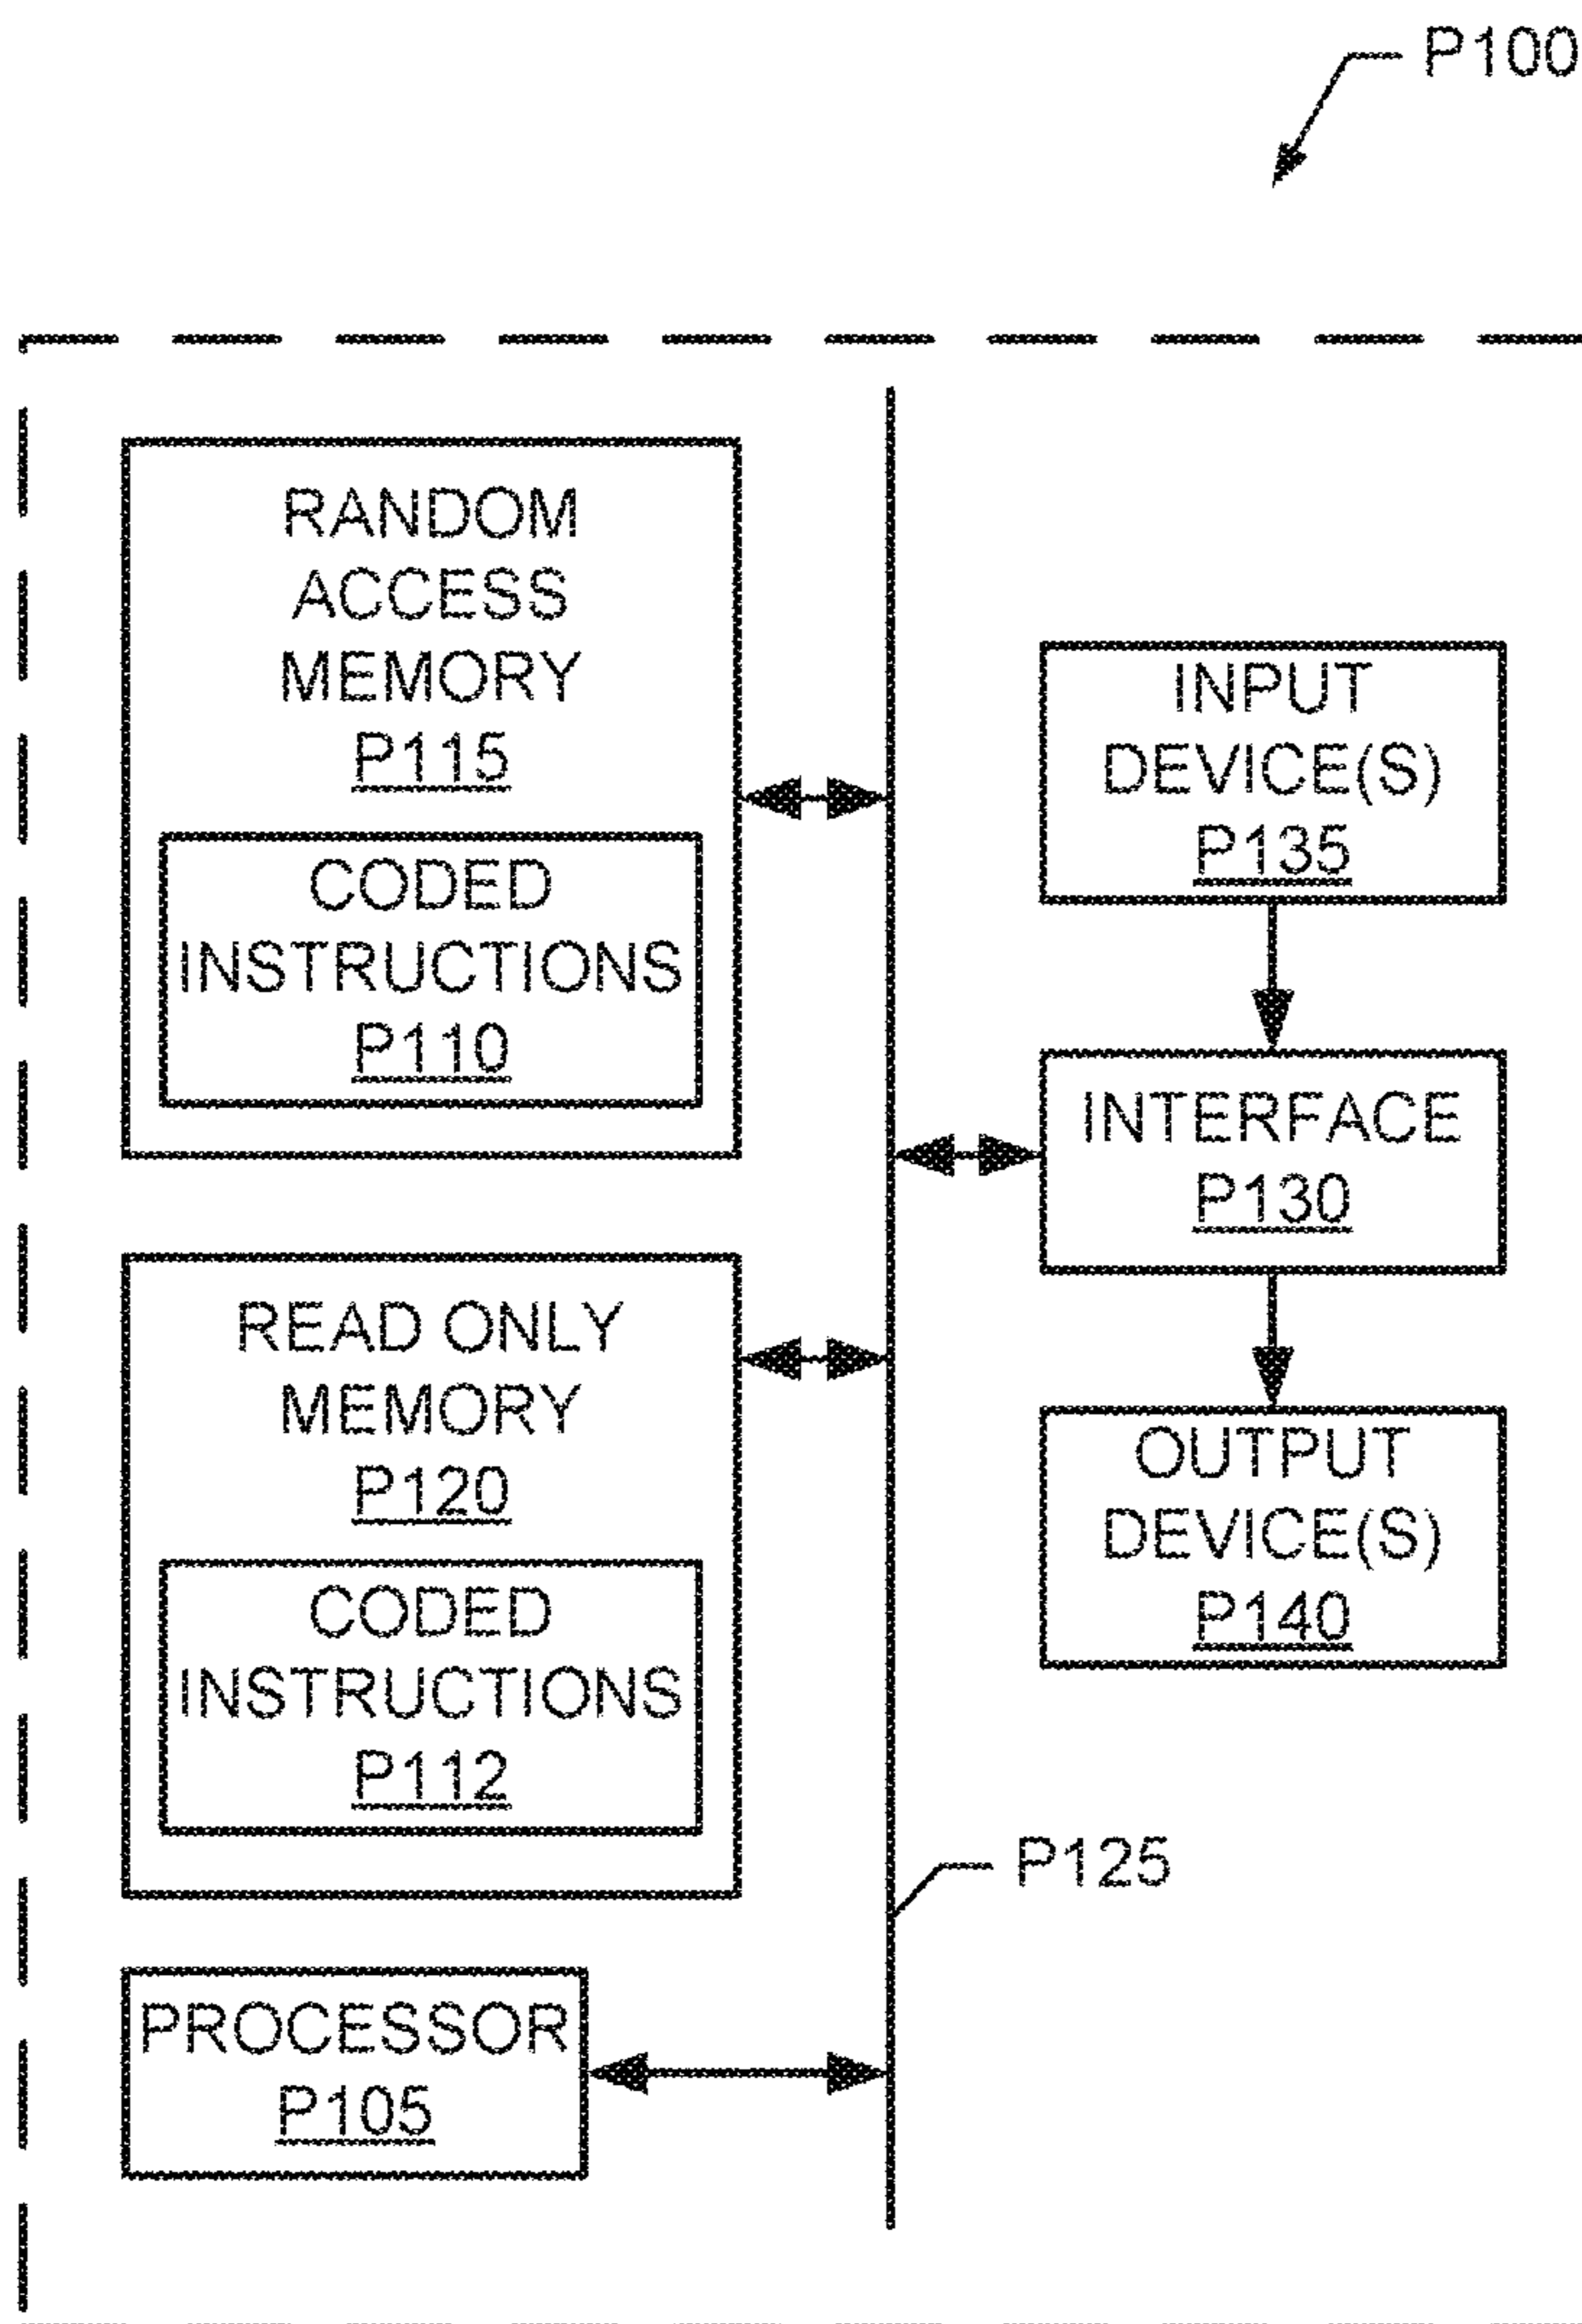 P100
RANDOM
ACCESS
MEMORY
P115
CODED
INSTRUCTIONS
P110
READ ONLY
MEMORY
P120
CODED
INSTRUCTIONS
P112
PROCESSOR
P105
INPUT
DEVICE(S)
P135
INTERFACE
P130
OUTPUT
DEVICE(S)
P140
P125